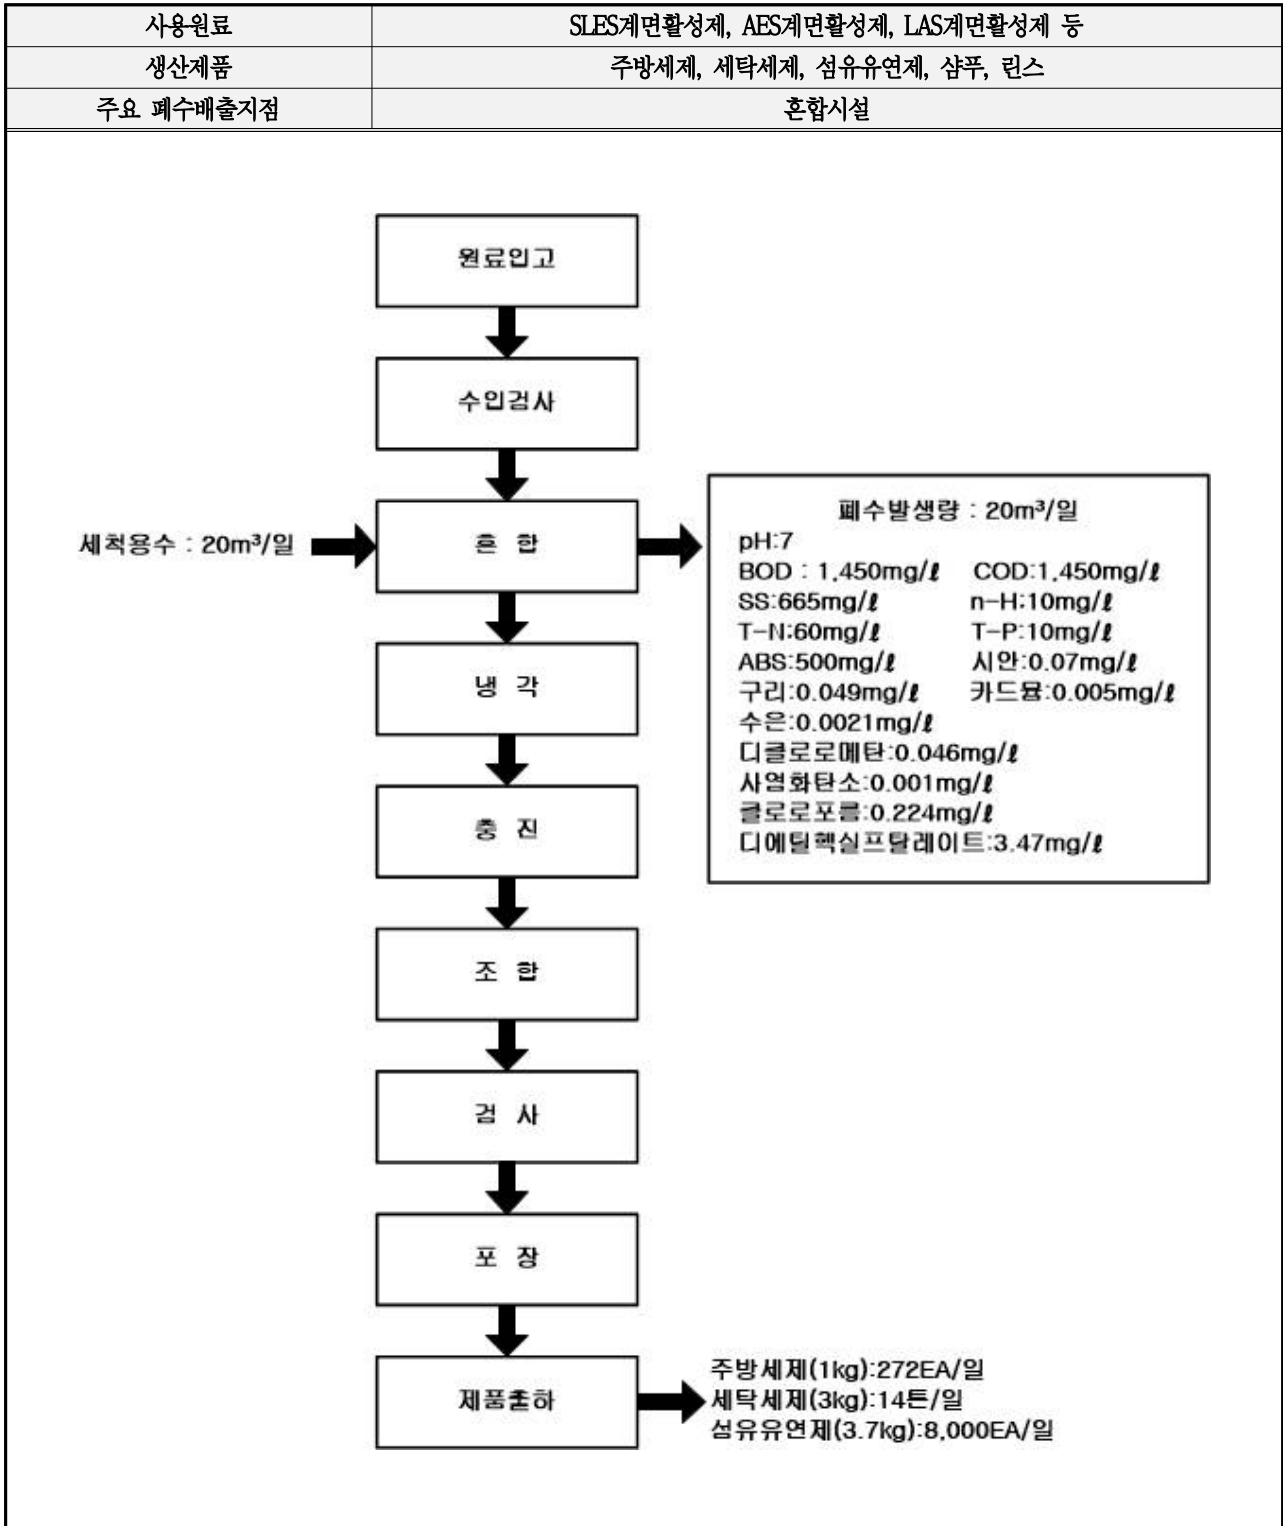 사용원료 SLES계면활성제, AES계면활성제, LAS계면활성제 등
생산제품 주방세제, 세탁세제, 섬유유연제, 샴푸, 린스
주요 폐수배출지점 혼합시설
원료입고
수입검사
세척용수 : 20m³/일
혼 합
폐수발생량 : 20m³/일
pH:7
BOD : 1,450mg/ℓ COD:1,450mg/ℓ
SS:665mg/ℓ n-H:10mg/ℓ
T-N:60mg/ℓ T-P:10mg/ℓ
ABS:500mg/ℓ 시안:0.07mg/ℓ
구리:0.049mg/ℓ 카드뮴:0.005mg/ℓ
수은:0.0021mg/ℓ
디클로로메탄:0.046mg/ℓ
사염화탄소:0.001mg/ℓ
클로로포름:0.224mg/ℓ
디에틸헥실프탈레이트:3.47mg/ℓ
냉 각
충 진
조 합
검 사
포 장
제품출하
주방세제(1kg):272EA/일
세탁세제(3kg):14톤/일
섬유유연제(3.7kg):8,000EA/일